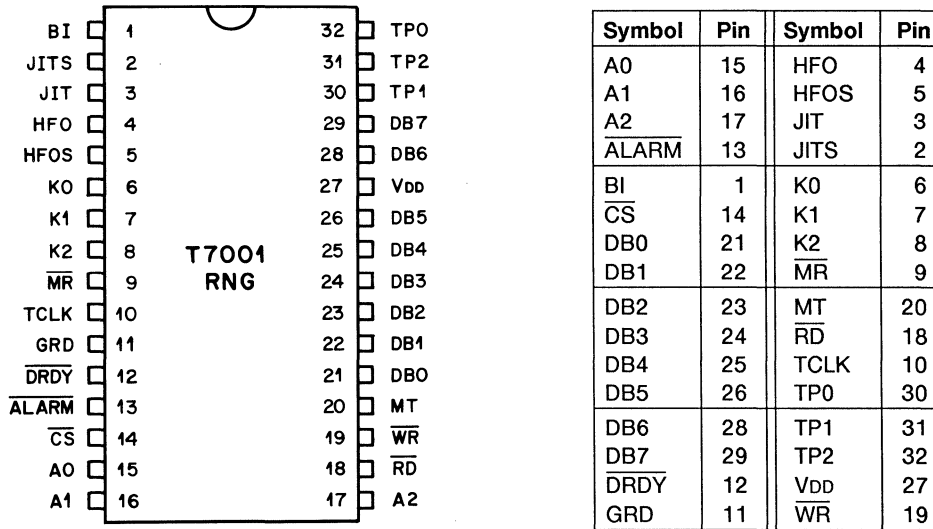 BI 1 32 TP0
JITS 2 31 TP2
JIT 3 30 TP1
HFO 4 29 DB7
HFOS 5 28 DB6
K0 6 27 VDD
K1 7 26 DB5
K2 8 25 DB4
T7001
RNG
MR 9 24 DB3
TCLK 10 23 DB2
GRD 11 22 DB1
DRDY 12 21 DB0
ALARM 13 20 MT
CS 14 19 WR
A0 15 18 RD
A1 16 17 A2
Symbol Pin Symbol Pin
A0 15 HFO 4
A1 16 HFOS 5
A2 17 JIT 3
ALARM 13 JITS 2
BI 1 K0 6
CS 14 K1 7
DB0 21 K2 8
DB1 22 MR 9
DB2 23 MT 20
DB3 24 RD 18
DB4 25 TCLK 10
DB5 26 TP0 30
DB6 28 TP1 31
DB7 29 TP2 32
DRDY 12 VDD 27
GRD 11 WR 19